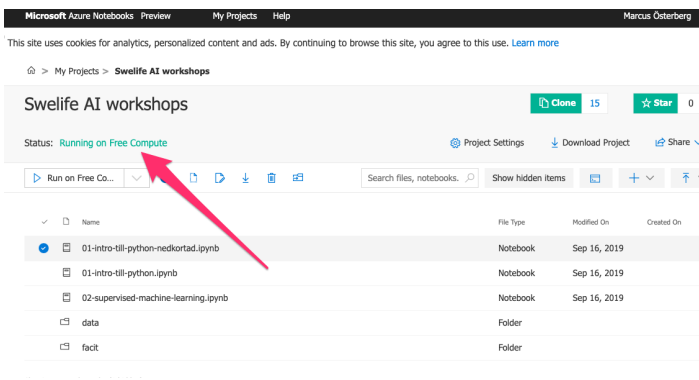 Microsoft Azure Notebooks Preview My Projects Help Marcus Österberg
This site uses cookies for analytics, personalized content and ads. By continuing to browse this site, you agree to this use. Learn more
> My Projects > Swelife AI workshops
Swelife AI workshops
Clone 15 Star 0
Status: Running on Free Compute
Project Settings Download Project Share
Run on Free Co... Search files, notebooks. Show hidden items
Name File Type Modified On Created On
01-intro-till-python-nedkortad.ipynb Notebook Sep 16, 2019
01-intro-till-python.ipynb Notebook Sep 16, 2019
02-supervised-machine-learning.ipynb Notebook Sep 16, 2019
data Folder
facit Folder